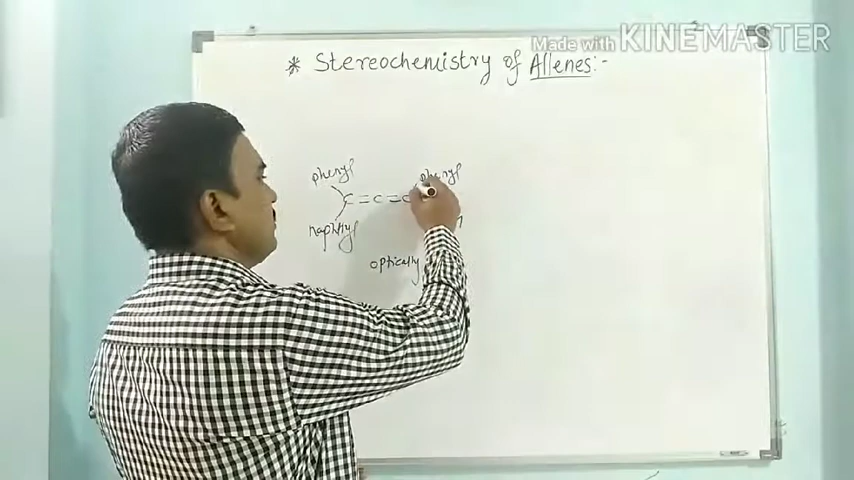 Made with KINEMASTER
* Stereochemistry of Allenes:-
phenyl phenyl
C=C=C
naphthyl
optically